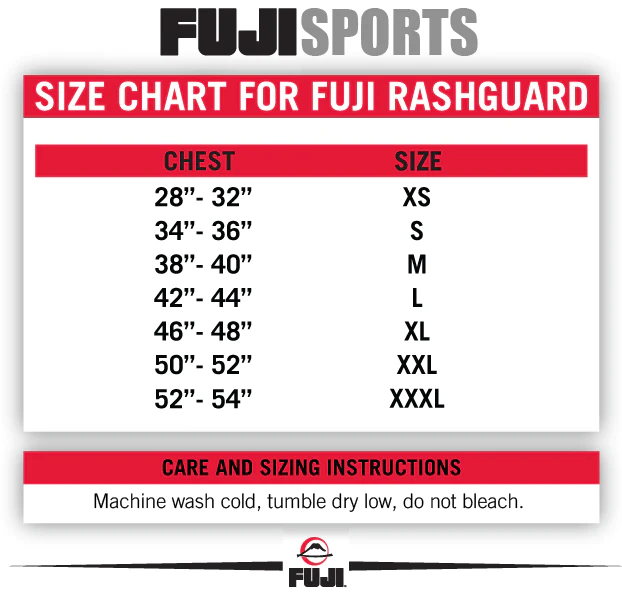 FUJI SPORTS
SIZE CHART FOR FUJI RASHGUARD
CHEST SIZE
28”- 32” XS
34”- 36” S
38”- 40” M
42”- 44” L
46”- 48” XL
50”- 52” XXL
52”- 54” XXXL
CARE AND SIZING INSTRUCTIONS
Machine wash cold, tumble dry low, do not bleach.
FUJI